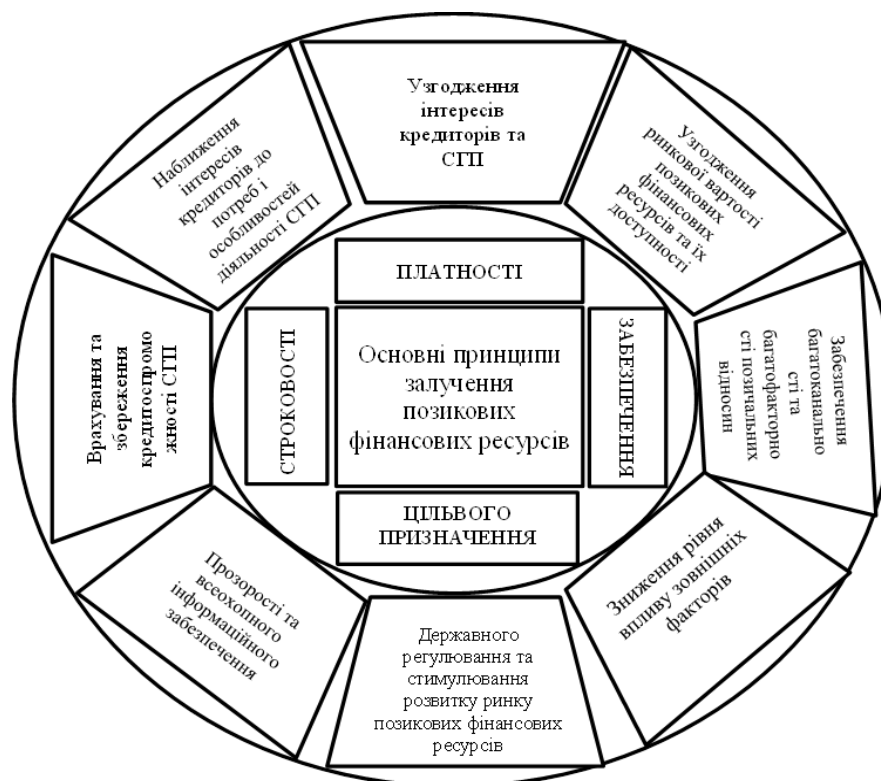 Узгодження
інтересів
кредиторів та
СГП
Узгодження
ринкової вартості
позикових
фінансових
ресурсів та їх
доступності
Забезпечення
багатоканально
сті та
багатофакторно
сті позичальних
відносин
Зниження рівня
впливу зовнішніх
факторів
Державного
регулювання та
стимулювання
розвитку ринку
позикових фінансових
ресурсів
Прозорості та
всеохопного
інформаційного
забезпечення
Врахування та
збереження
кредитоспромо
жності СГП
Наближення
інтересів
кредиторів до
потреб і
особливостей
діяльності СГП
ПЛАТНОСТІ
СТРОКОВОСТІ
Основні принципи
залучення
позикових
фінансових ресурсів
ЗАБЕЗПЕЧЕННЯ
ЦІЛЬВОГО
ПРИЗНАЧЕННЯ